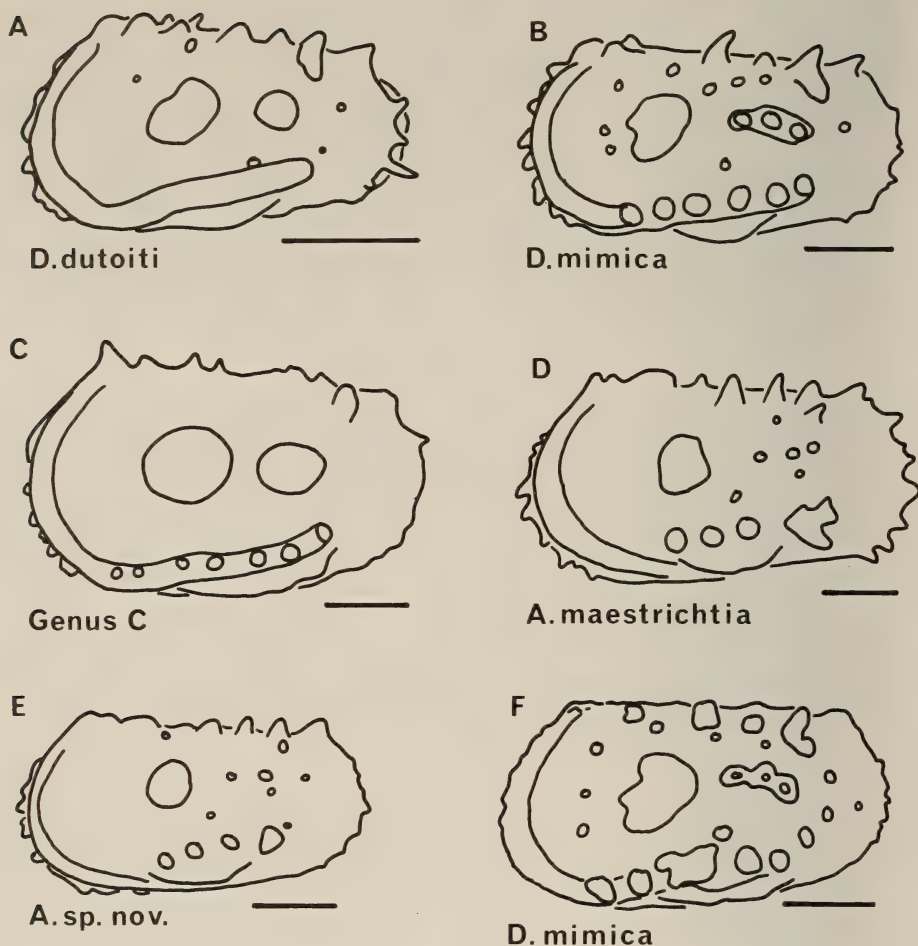 A
D.dutoiti
B
D.mimica
C
Genus C
D
A.maestrichtia
E
A.sp. nov.
F
D.mimica